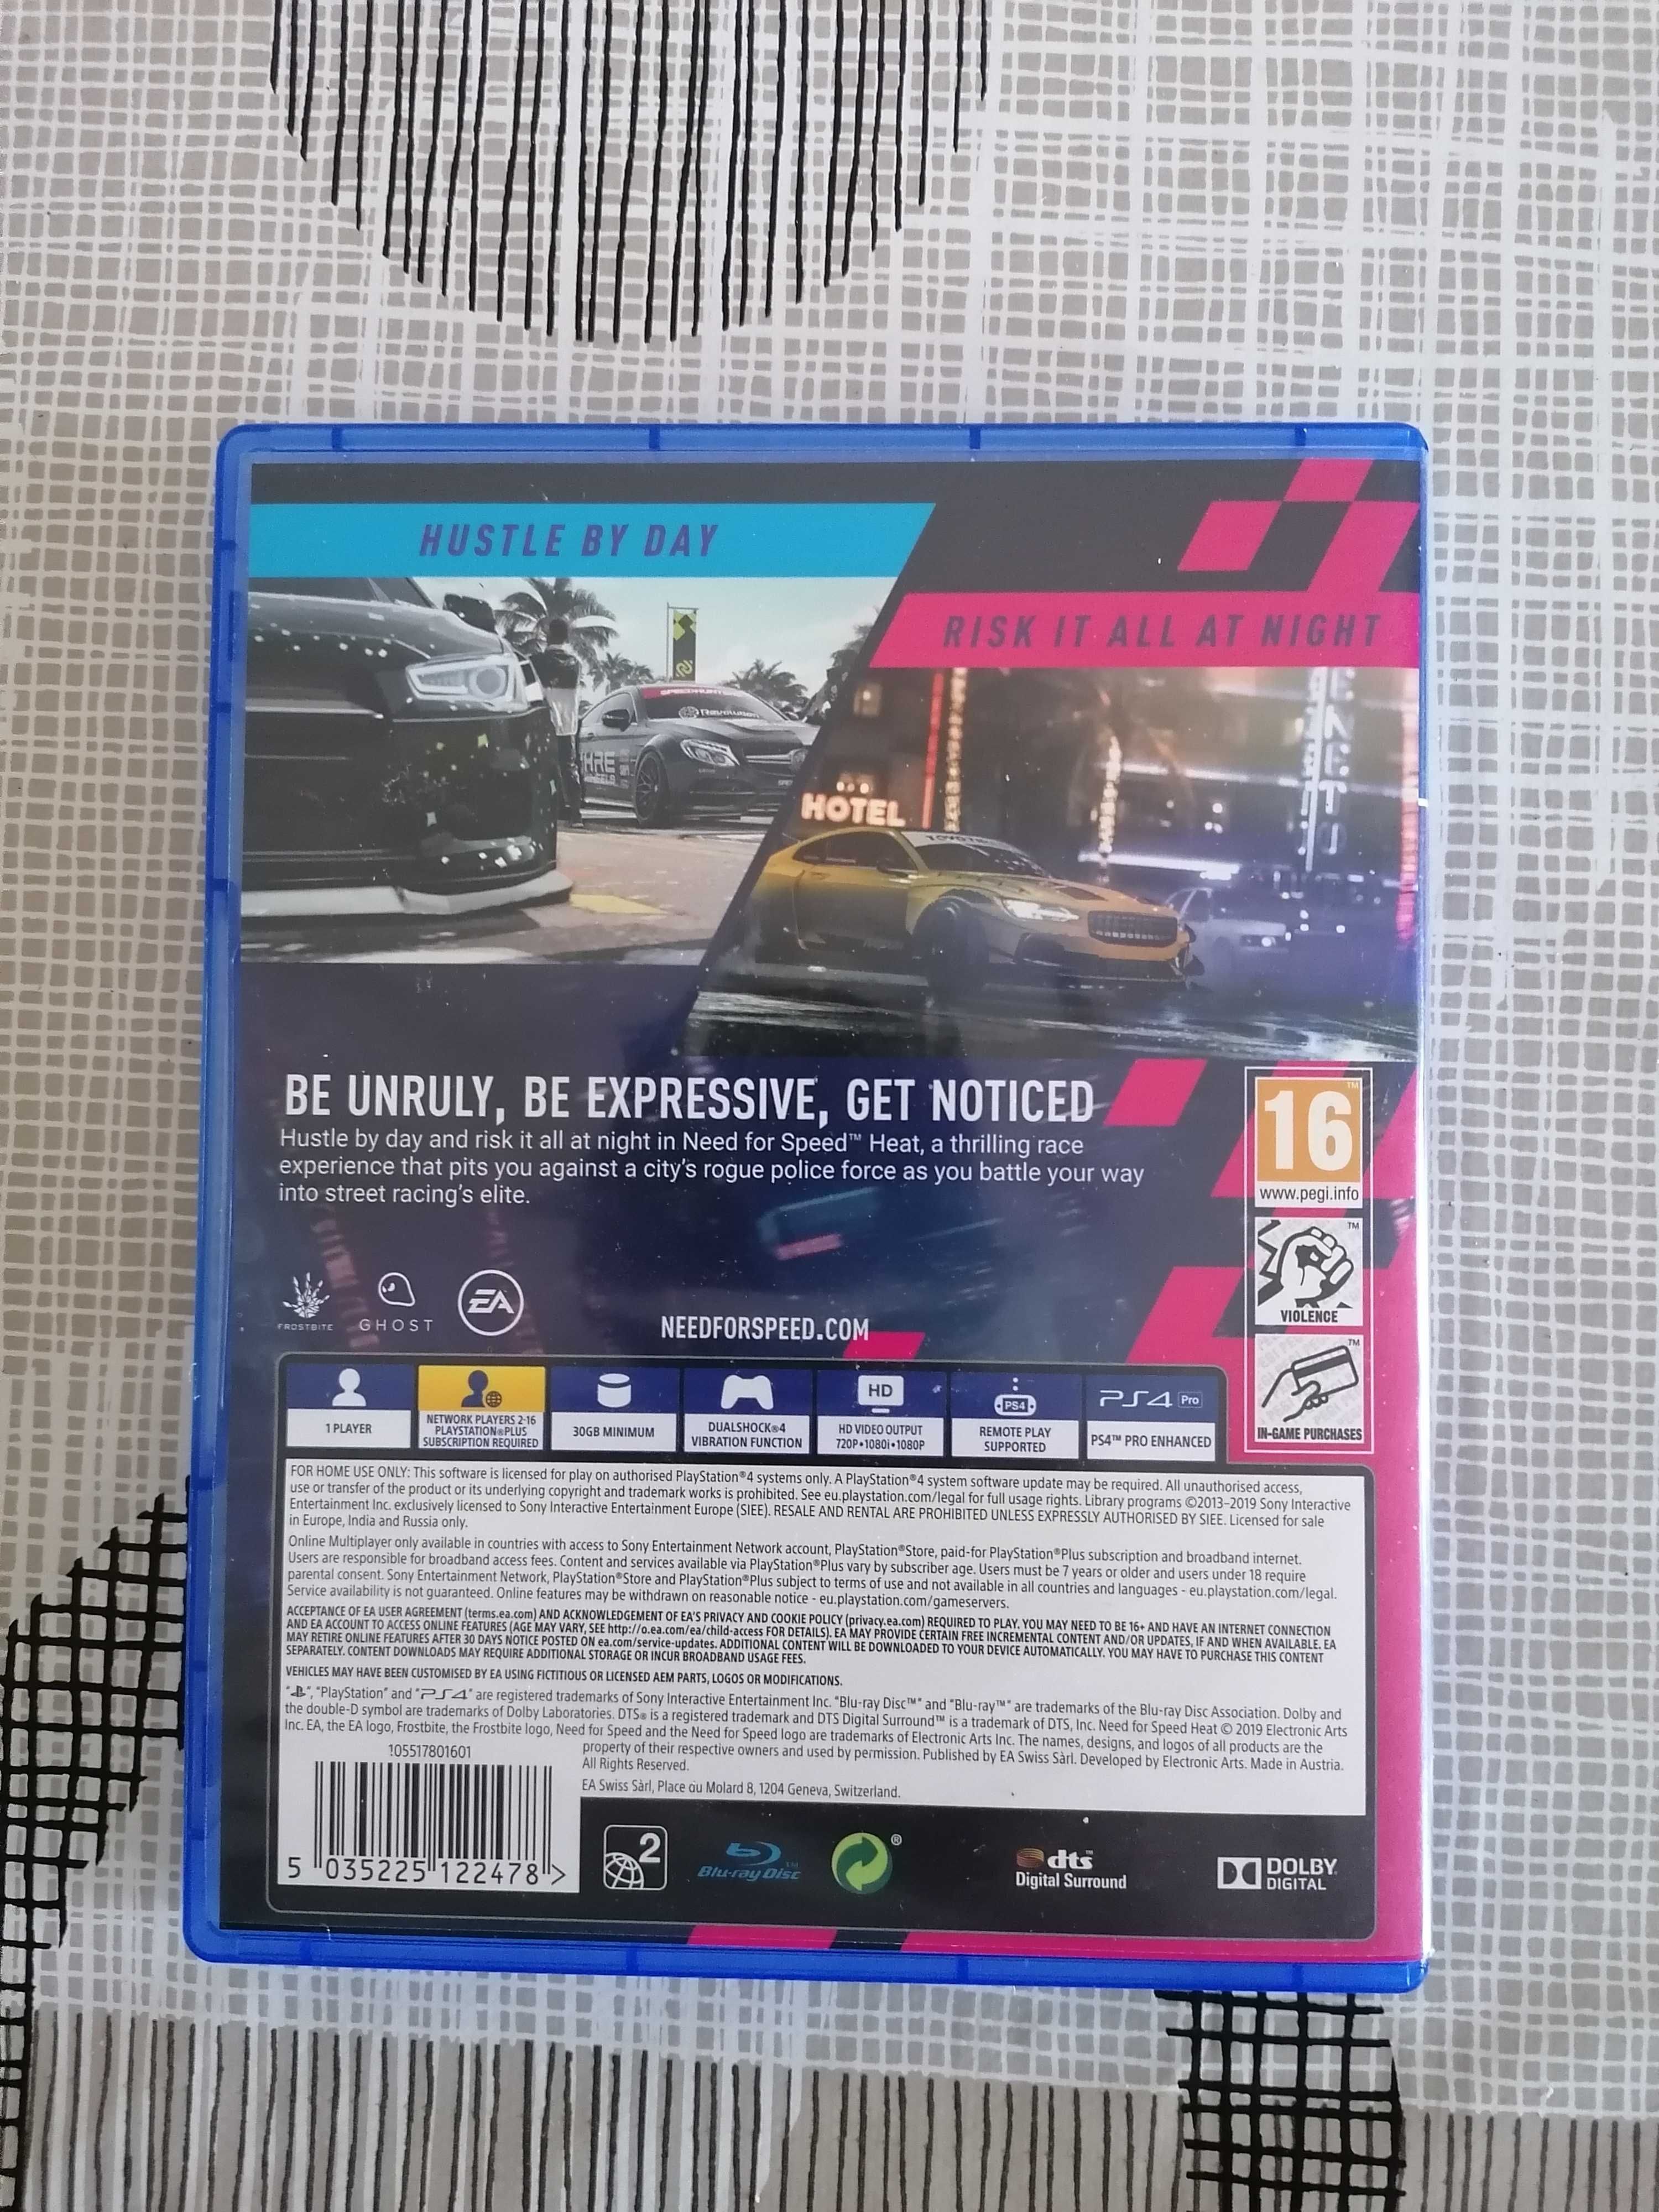 HUSTLE BY DAY
RISK IT ALL AT NIGHT
SPEEDHUNTERS
HOTEL
BE UNRULY, BE EXPRESSIVE, GET NOTICED
Hustle by day and risk it all at night in Need for Speed™ Heat, a thrilling race
experience that pits you against a city's rogue police force as you battle your way
into street racing's elite.
16
www.pegi.info
VIOLENCE
IN-GAME PURCHASES
FROSTBITE
GHOST
EA
NEEDFORSPEED.COM
1 PLAYER
NETWORK PLAYERS 2-16
PLAYSTATION®PLUS
SUBSCRIPTION REQUIRED
30GB MINIMUM
DUALSHOCK®4
VIBRATION FUNCTION
HD
HD VIDEO OUTPUT
720P•1080i•1080P
PS4
REMOTE PLAY
SUPPORTED
PS4 Pro
PS4™ PRO ENHANCED
FOR HOME USE ONLY: This software is licensed for play on authorised PlayStation®4 systems only. A PlayStation®4 system software update may be required. All unauthorised access,
use or transfer of the product or its underlying copyright and trademark works is prohibited. See eu.playstation.com/legal for full usage rights. Library programs ©2013-2019 Sony Interactive
Entertainment Inc. exclusively licensed to Sony Interactive Entertainment Europe (SIEE). RESALE AND RENTAL ARE PROHIBITED UNLESS EXPRESSLY AUTHORISED BY SIEE. Licensed for sale
in Europe, India and Russia only.
Online Multiplayer only available in countries with access to Sony Entertainment Network account, PlayStation®Store, paid-for PlayStation®Plus subscription and broadband internet.
Users are responsible for broadband access fees. Content and services available via PlayStation®Plus vary by subscriber age. Users must be 7 years or older and users under 18 require
parental consent. Sony Entertainment Network, PlayStation®Store and PlayStation®Plus subject to terms of use and not available in all countries and languages - eu.playstation.com/legal.
Service availability is not guaranteed. Online features may be withdrawn on reasonable notice - eu.playstation.com/gameservers.
ACCEPTANCE OF EA USER AGREEMENT (terms.ea.com) AND ACKNOWLEDGEMENT OF EA'S PRIVACY AND COOKIE POLICY (privacy.ea.com) REQUIRED TO PLAY. YOU MAY NEED TO BE 16+ AND HAVE AN INTERNET CONNECTION
AND EA ACCOUNT TO ACCESS ONLINE FEATURES (AGE MAY VARY, SEE http://o.ea.com/ea/child-access FOR DETAILS). EA MAY PROVIDE CERTAIN FREE INCREMENTAL CONTENT AND/OR UPDATES, IF AND WHEN AVAILABLE. EA
MAY RETIRE ONLINE FEATURES AFTER 30 DAYS NOTICE POSTED ON ea.com/service-updates. ADDITIONAL CONTENT WILL BE DOWNLOADED TO YOUR DEVICE AUTOMATICALLY. YOU MAY HAVE TO PURCHASE THIS CONTENT
SEPARATELY. CONTENT DOWNLOADS MAY REQUIRE ADDITIONAL STORAGE OR INCUR BROADBAND USAGE FEES.
VEHICLES MAY HAVE BEEN CUSTOMISED BY EA USING FICTITIOUS OR LICENSED AEM PARTS, LOGOS OR MODIFICATIONS.
"", "PlayStation" and "PS4" are registered trademarks of Sony Interactive Entertainment Inc. "Blu-ray Disc™" and "Blu-ray™" are trademarks of the Blu-ray Disc Association. Dolby and
the double-D symbol are trademarks of Dolby Laboratories. DTS® is a registered trademark and DTS Digital Surround™ is a trademark of DTS, Inc. Need for Speed Heat © 2019 Electronic Arts
Inc. EA, the EA logo, Frostbite, the Frostbite logo, Need for Speed and the Need for Speed logo are trademarks of Electronic Arts Inc. The names, designs, and logos of all products are the
property of their respective owners and used by permission. Published by EA Swiss Sàrl. Developed by Electronic Arts. Made in Austria.
All Rights Reserved.
EA Swiss Sàrl, Place du Molard 8, 1204 Geneva, Switzerland.
105517801601
5 035225 122478 >
2
Blu-ray Disc™
®
dts™
Digital Surround
DOLBY
DIGITAL